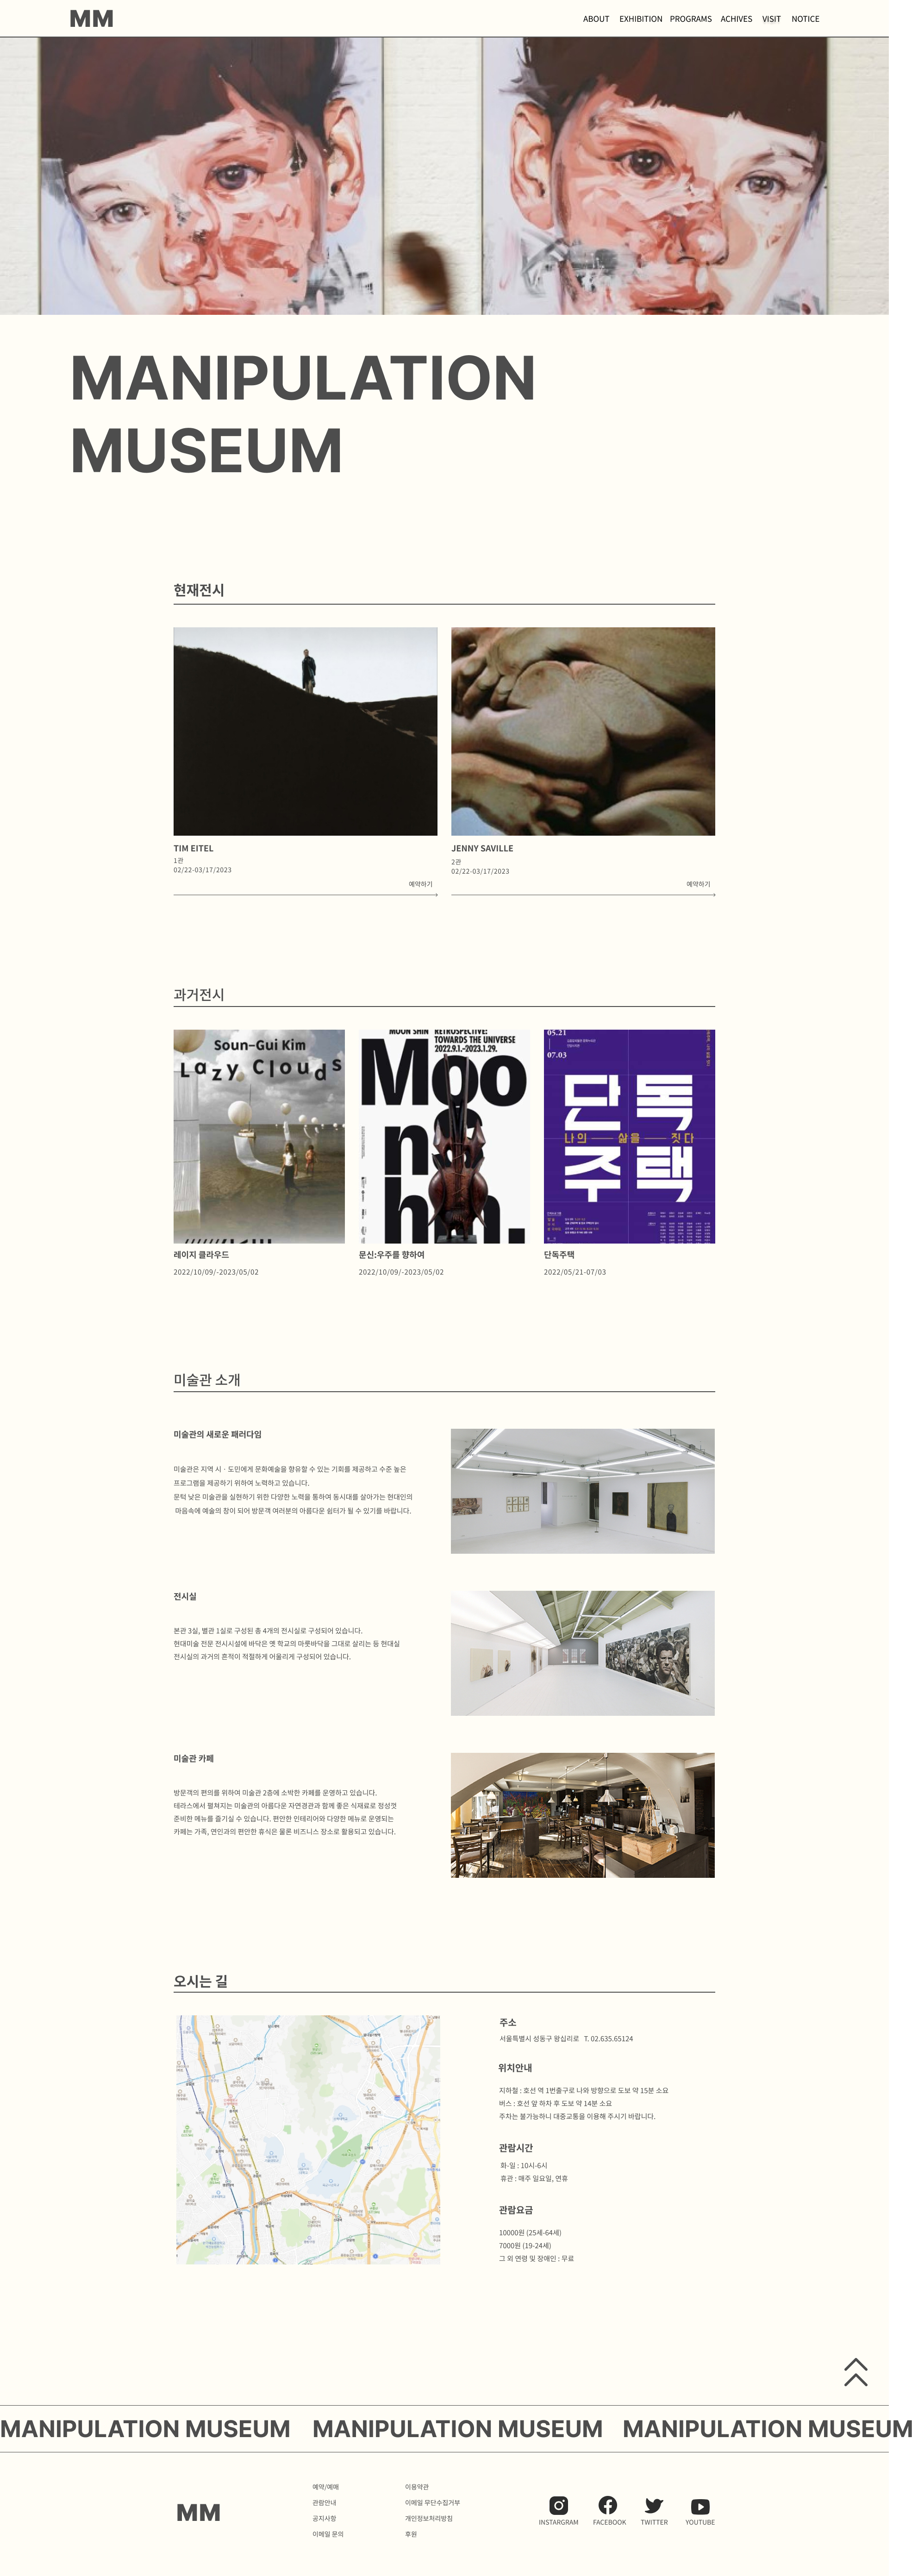 MM
ABOUT EXHIBITION PROGRAMS ACHIVES VISIT NOTICE
MANIPULATION
MUSEUM
현재전시
TIM EITEL
1관
02/22-03/17/2023
예약하기
JENNY SAVILLE
2관
02/22-03/17/2023
예약하기
과거전시
Soun-Gui Kim
Lazy Clouds
MOON SHIN RETROSPECTIVE:
TOWARDS THE UNIVERSE
2022.9.1.–2023.1.29.
Moo
n
h.
05.21
07.03
단독
나의 삶을 짓다
주택
레이지 클라우드
2022/10/09/-2023/05/02
문신:우주를 향하여
2022/10/09/-2023/05/02
단독주택
2022/05/21-07/03
미술관 소개
미술관의 새로운 패러다임
미술관은 지역 시 · 도민에게 문화예술을 향유할 수 있는 기회를 제공하고 수준 높은
프로그램을 제공하기 위하여 노력하고 있습니다.
문턱 낮은 미술관을 실현하기 위한 다양한 노력을 통하여 동시대를 살아가는 현대인의
마음속에 예술의 창이 되어 방문객 여러분의 아름다운 쉼터가 될 수 있기를 바랍니다.
전시실
본관 3실, 별관 1실로 구성된 총 4개의 전시실로 구성되어 있습니다.
현대미술 전문 전시시설에 바닥은 옛 학교의 마룻바닥을 그대로 살리는 등 현대실
전시실의 과거의 흔적이 적절하게 어울리게 구성되어 있습니다.
미술관 카페
방문객의 편의를 위하여 미술관 2층에 소박한 카페를 운영하고 있습니다.
테라스에서 펼쳐지는 미술관의 아름다운 자연경관과 함께 좋은 식재료로 정성껏
준비한 메뉴를 즐기실 수 있습니다. 편안한 인테리어와 다양한 메뉴로 운영되는
카페는 가족, 연인과의 편안한 휴식은 물론 비즈니스 장소로 활용되고 있습니다.
오시는 길
주소
서울특별시 성동구 왕십리로 T. 02.635.65124
위치안내
지하철 : 호선 역 1번출구로 나와 방향으로 도보 약 15분 소요
버스 : 호선 앞 하차 후 도보 약 14분 소요
주차는 불가능하니 대중교통을 이용해 주시기 바랍니다.
관람시간
화-일 : 10시-6시
휴관 : 매주 일요일, 연휴
관람요금
10000원 (25세-64세)
7000원 (19-24세)
그 외 연령 및 장애인 : 무료
MANIPULATION MUSEUM MANIPULATION MUSEUM MANIPULATION MUSEUM
MM
예약/예매
관람안내
공지사항
이메일 문의
이용약관
이메일 무단수집거부
개인정보처리방침
후원
INSTARGRAM FACEBOOK TWITTER YOUTUBE